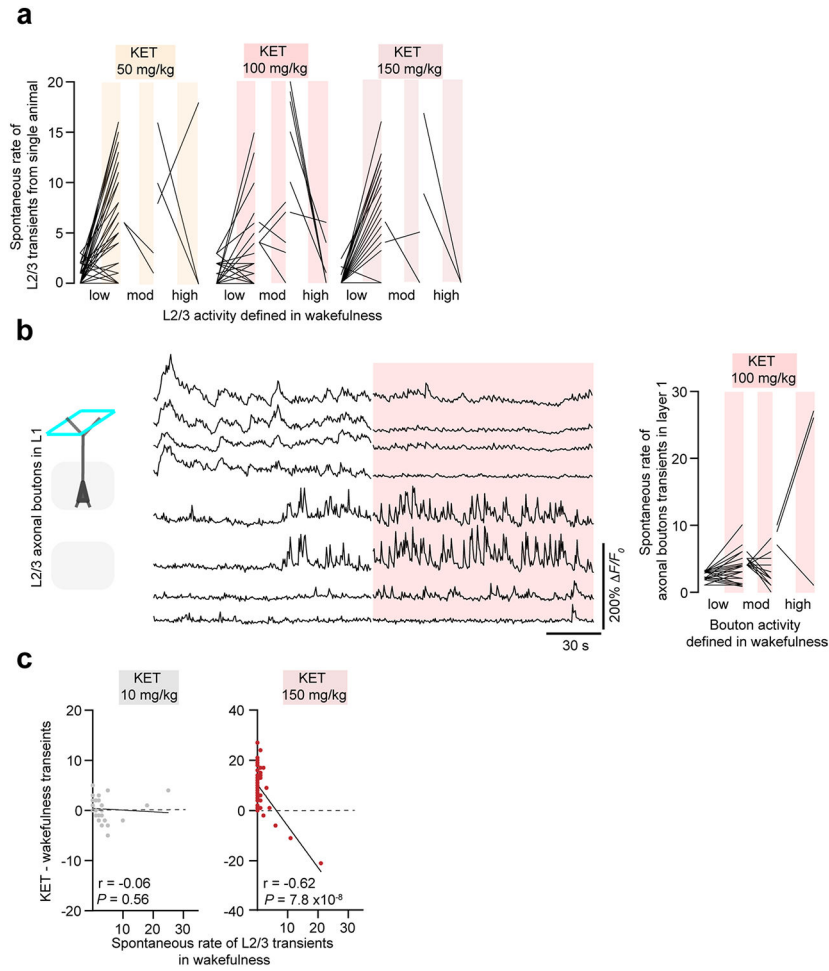 a
KET
50 mg/kg
KET
100 mg/kg
KET
150 mg/kg
Spontaneous rate of
L2/3 transients from single animal
20
15
10
5
0
low mod high low mod high low mod high
L2/3 activity defined in wakefulness
b
L2/3 axonal boutons in L1
200% ΔF/F0
30 s
KET
100 mg/kg
Spontaneous rate of
axonal boutons transients in layer 1
30
20
10
0
low mod high
Bouton activity
defined in wakefulness
c
KET
10 mg/kg
KET
150 mg/kg
KET - wakefulness transeints
20
10
0
-10
-20
r = -0.06
P = 0.56
10 20 30
40
20
0
-20
-40
r = -0.62
P = 7.8 x10-8
10 20 30
Spontaneous rate of L2/3 transients
in wakefulness